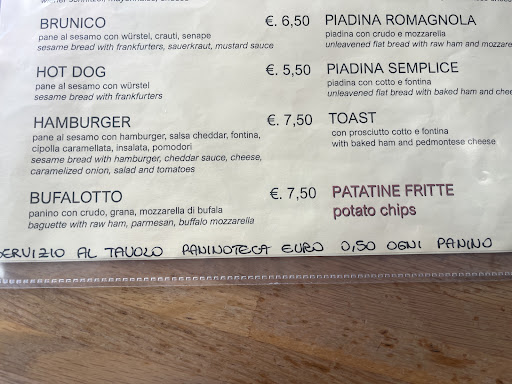 BRUNICO €. 6,50
pane al sesamo con würstel, crauti, senape
sesame bread with frankfurters, sauerkraut, mustard sauce
HOT DOG €. 5,50
pane al sesamo con würstel
sesame bread with frankfurters
HAMBURGER €. 7,50
pane al sesamo con hamburger, salsa cheddar, fontina,
cipolla caramellata, insalata, pomodori
sesame bread with hamburger, cheddar sauce, cheese,
caramelized onion, salad and tomatoes
BUFALOTTO €. 7,50
panino con crudo, grana, mozzarella di bufala
baguette with raw ham, parmesan, buffalo mozzarella
PIADINA ROMAGNOLA
piadina con crudo e mozzarella
unleavened flat bread with raw ham and
PIADINA SEMPLICE
piadina con cotto e fontina
unleavened flat bread with baked ham and
TOAST
con prosciutto cotto e fontina
with baked ham and pedmontese cheese
PATATINE FRITTE
potato chips
SERVIZIO AL TAVOLO PANINOTECA EURO 0,50 OGNI PANINO